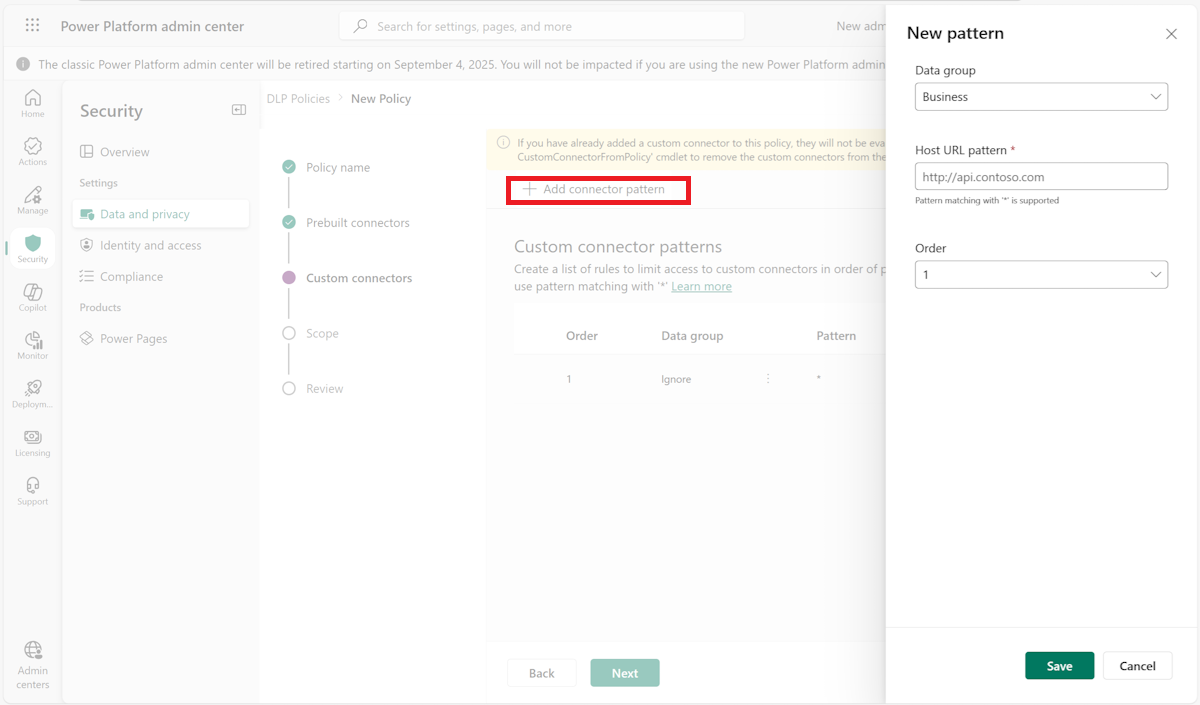 Power Platform admin center
Search for settings, pages, and more
New adm
The classic Power Platform admin center will be retired starting on September 4, 2025. You will not be impacted if you are using the new Power Platform admin
Home
Actions
Manage
Security
Copilot
Monitor
Deploym...
Licensing
Support
Admin
centers
Security
Overview
Settings
Data and privacy
Identity and access
Compliance
Products
Power Pages
DLP Policies > New Policy
Policy name
Prebuilt connectors
Custom connectors
Scope
Review
If you have already added a custom connector to this policy, they will not be eva
CustomConnectorFromPolicy' cmdlet to remove the custom connectors from the
+ Add connector pattern
Custom connector patterns
Create a list of rules to limit access to custom connectors in order of p
use pattern matching with '*' Learn more
Order Data group Pattern
1 Ignore *
Back Next
New pattern
Data group
Business
Host URL pattern *
http://api.contoso.com
Pattern matching with '*' is supported
Order
1
Save Cancel